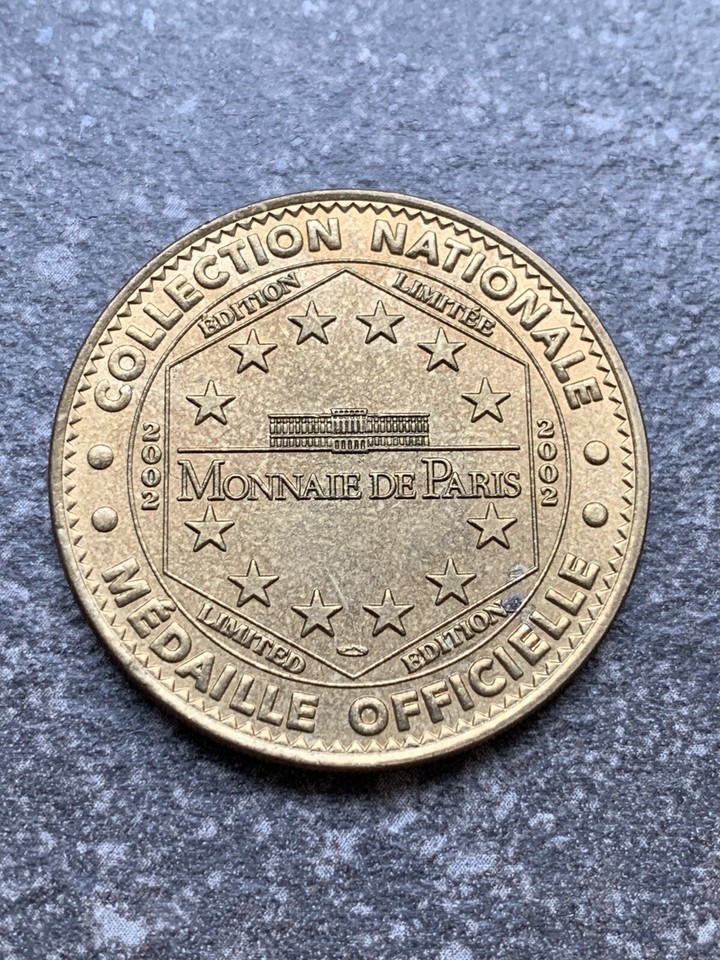 COLLECTION NATIONALE
ÉDITION LIMITÉE
2002 2002
MONNAIE DE PARIS
LIMITED EDITION
MÉDAILLE OFFICIELLE